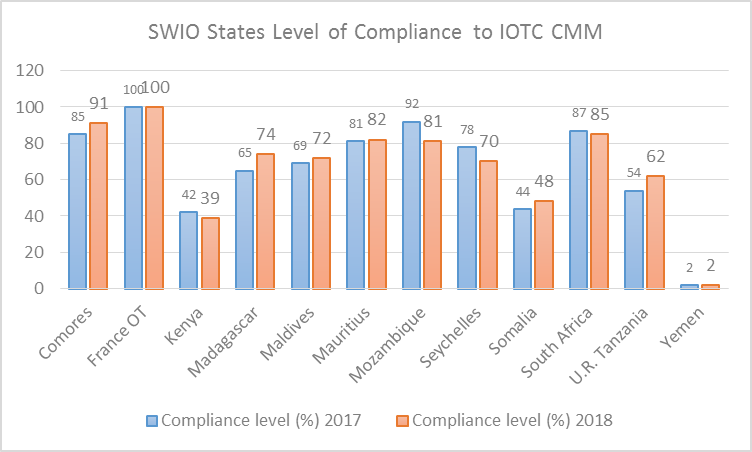 SWIO States Level of Compliance to IOTC CMM
120
100
80
60
40
20
0
85 91
100 100
42 39
65 74
69 72
81 82
92 81
78 70
44 48
87 85
54 62
2 2
Comores
France OT
Kenya
Madagascar
Maldives
Mauritius
Mozambique
Seychelles
Somalia
South Africa
U.R. Tanzania
Yemen
Compliance level (%) 2017 Compliance level (%) 2018